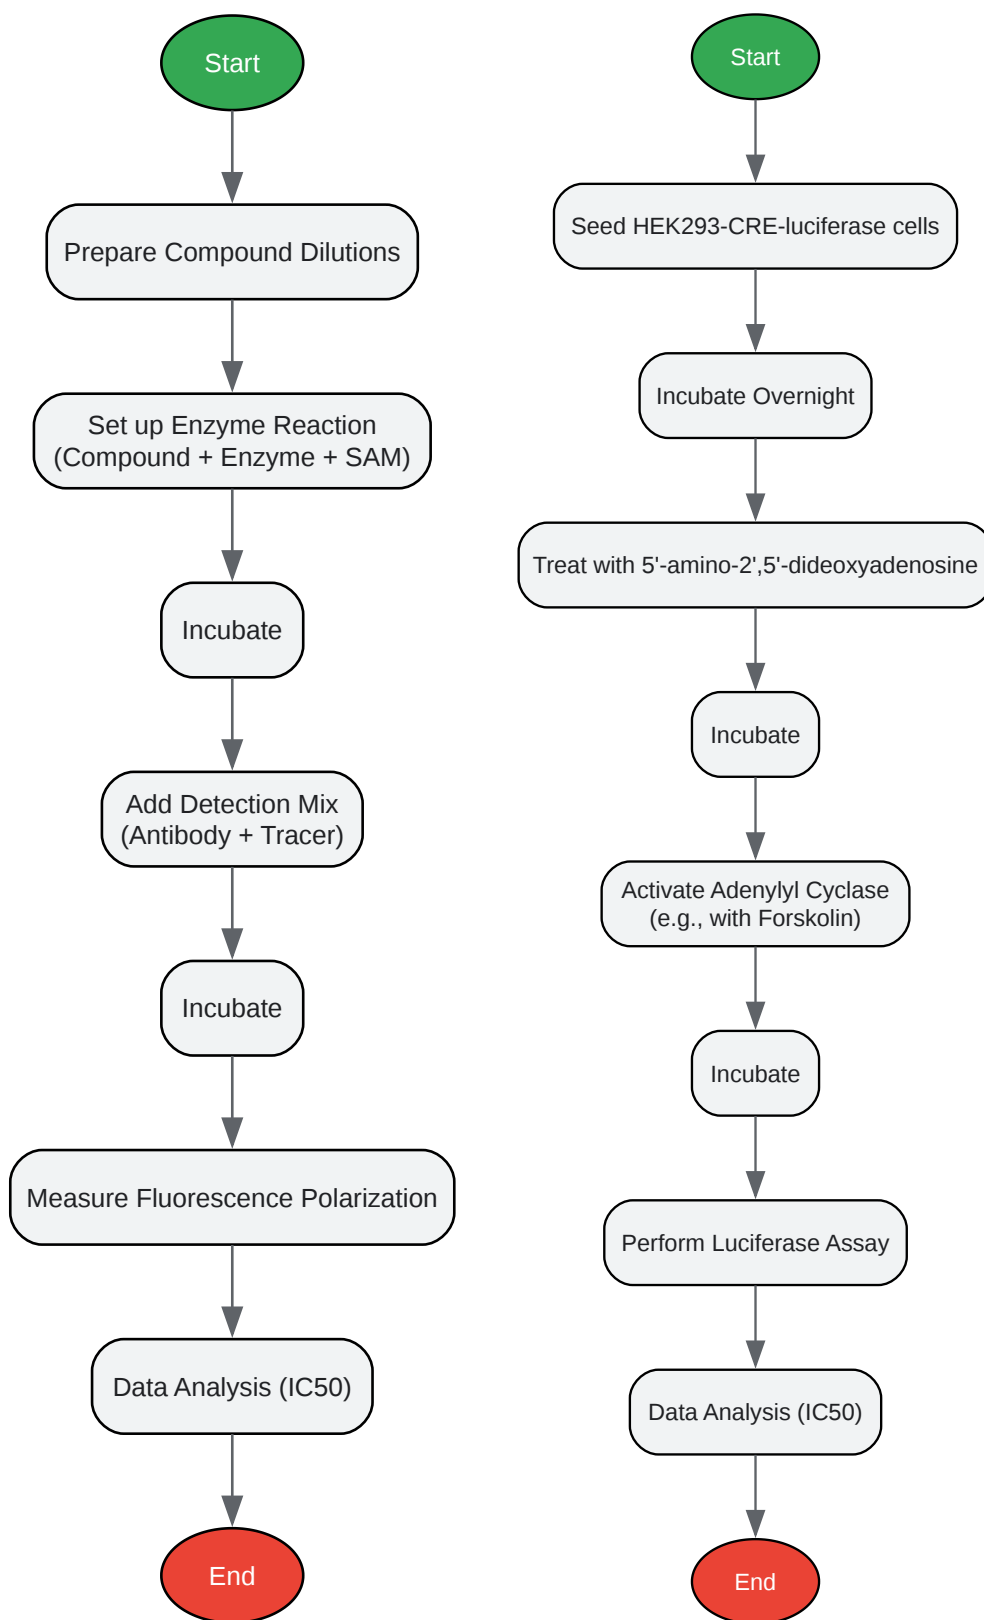 Start
Prepare Compound Dilutions
Set up Enzyme Reaction
(Compound + Enzyme + SAM)
Incubate
Add Detection Mix
(Antibody + Tracer)
Incubate
Measure Fluorescence Polarization
Data Analysis (IC50)
End
Start
Seed HEK293-CRE-luciferase cells
Incubate Overnight
Treat with 5'-amino-2',5'-dideoxyadenosine
Incubate
Activate Adenylyl Cyclase
(e.g., with Forskolin)
Incubate
Perform Luciferase Assay
Data Analysis (IC50)
End